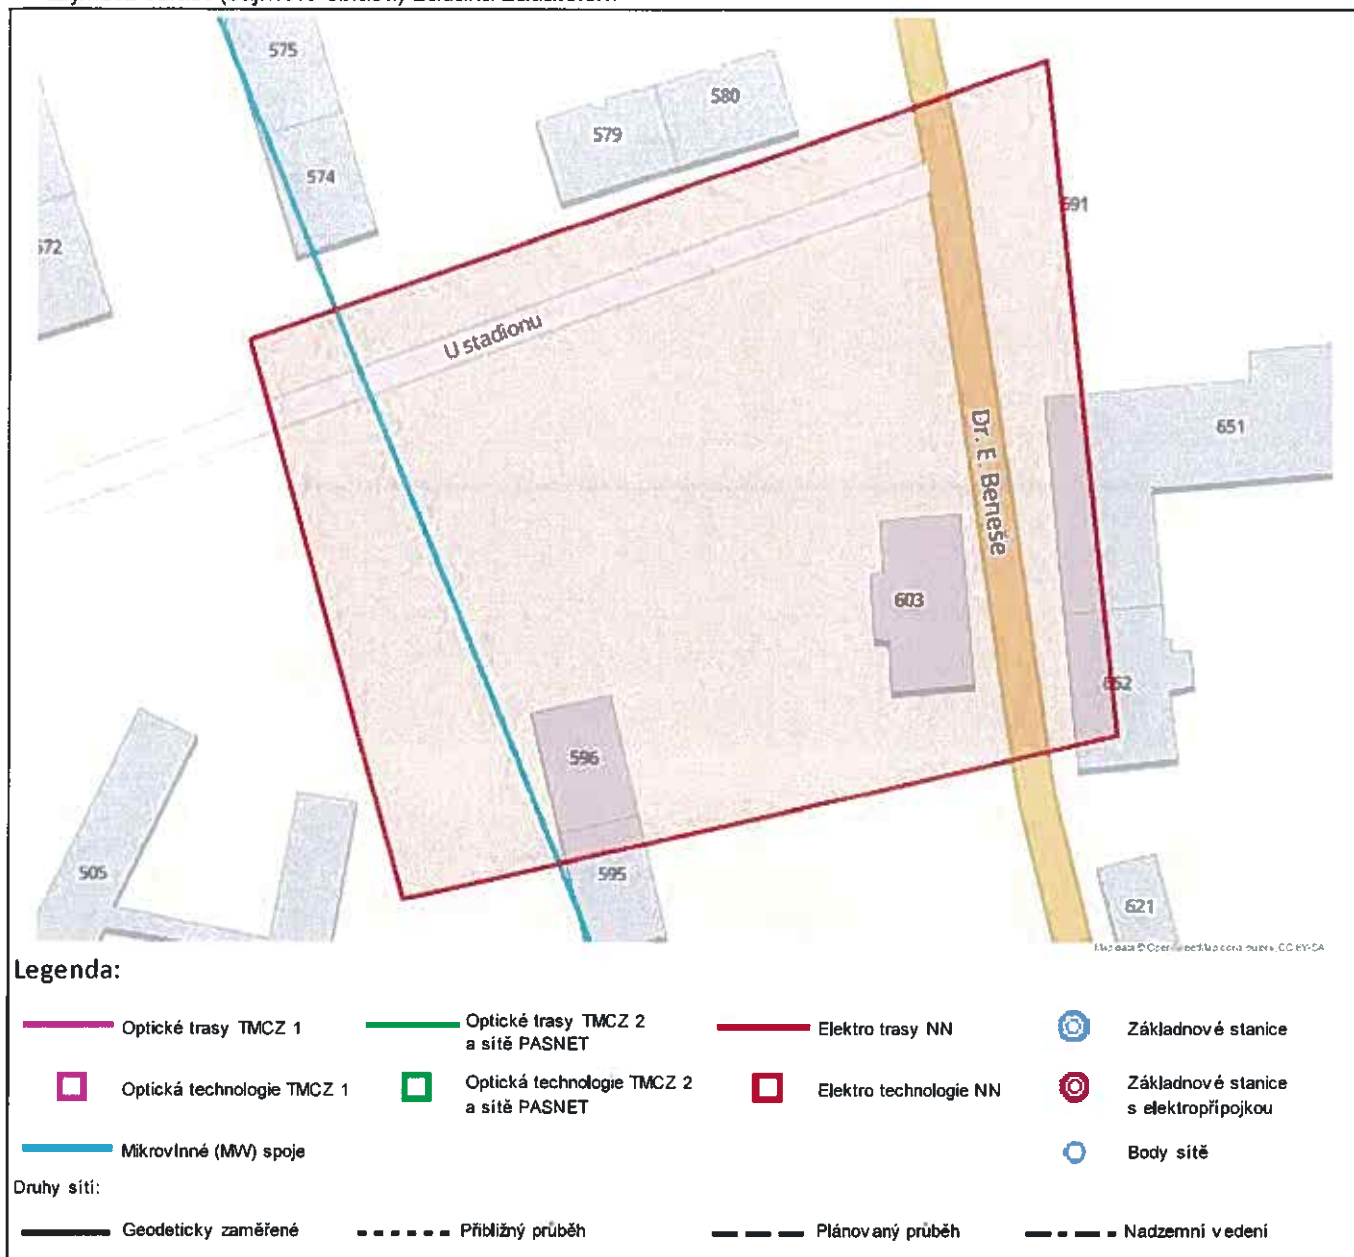 575
580
579
574
591
572
U stadionu
651
Dr. E. Beneše
603
652
596
505
595
621
Legenda:
Optické trasy TMCZ 1
Optické trasy TMCZ 2
a sítě PASNET
Elektro trasy NN
Základnové stanice
Optická technologie TMCZ 1
Optická technologie TMCZ 2
a sítě PASNET
Elektro technologie NN
Základnové stanice
s elektropřípojkou
Mikrovlnné (MW) spoje
Body sítě
Druhy sítí:
Geodeticky zaměřené
Přibližný průběh
Plánovaný průběh
Nadzemní vedení